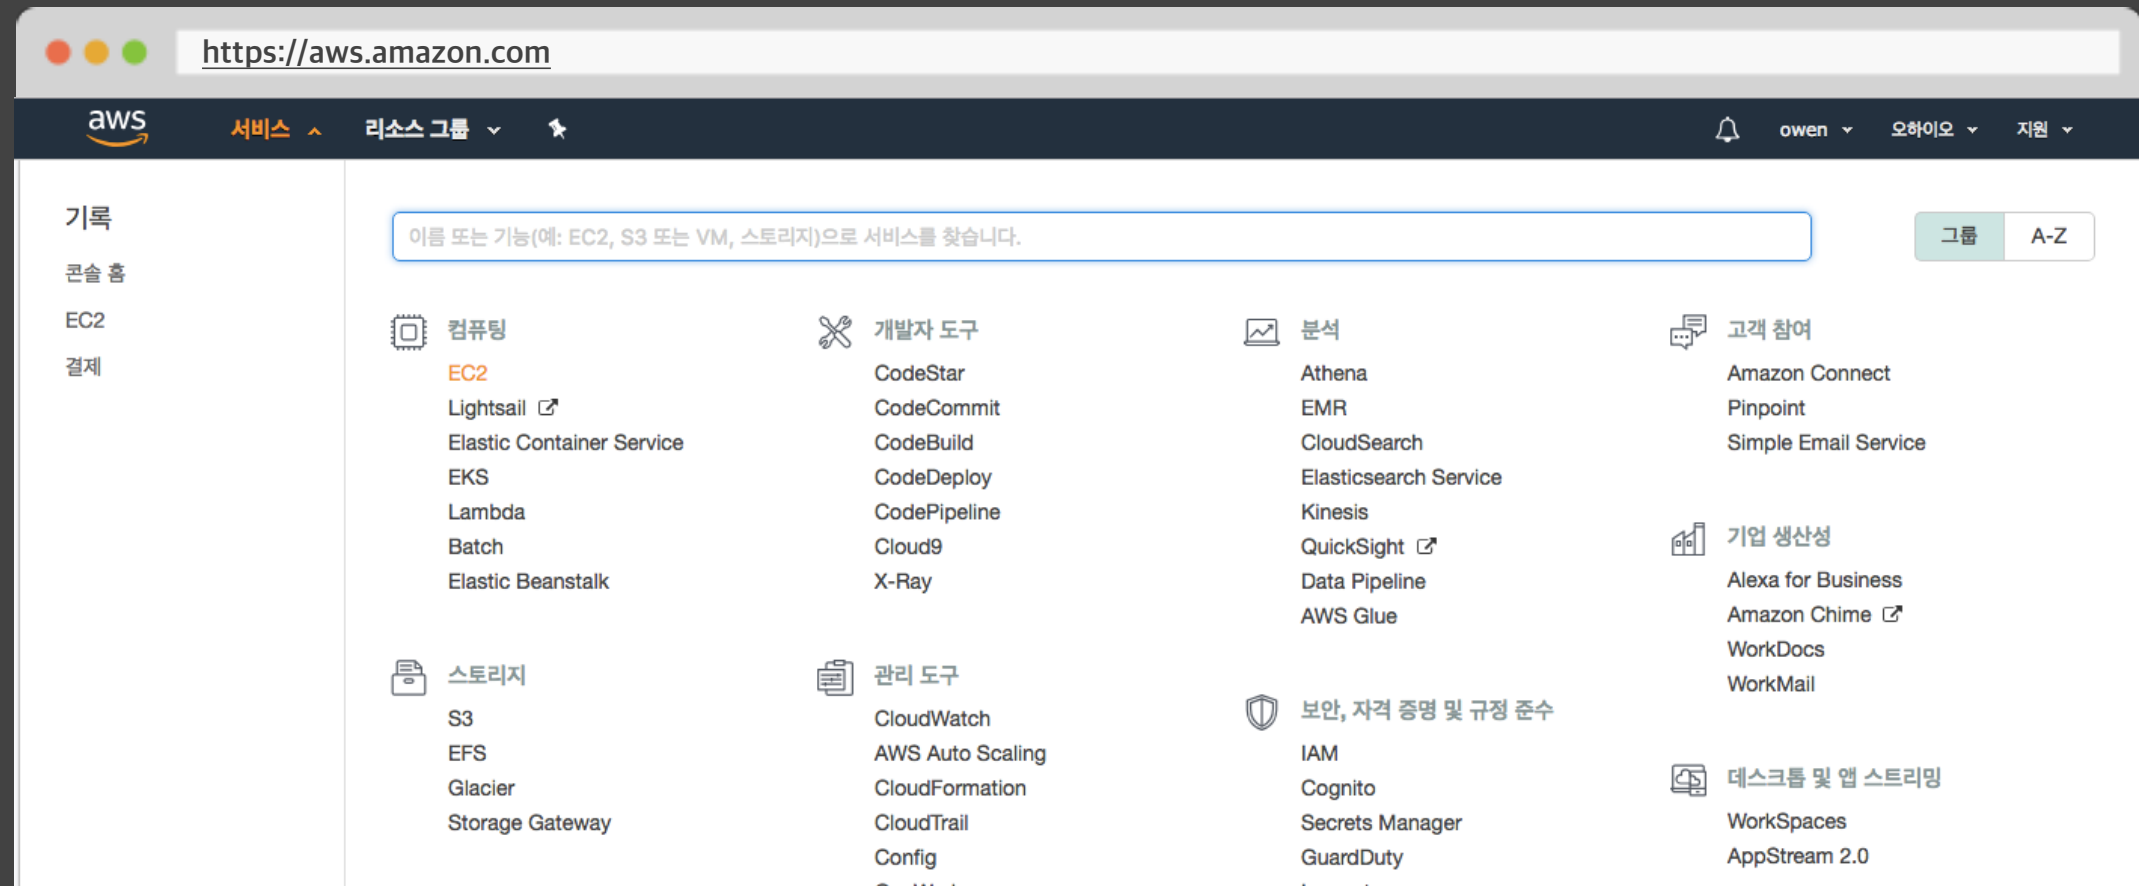 https://aws.amazon.com
aws 서비스 리소스 그룹 owen 오하이오 지원
기록
콘솔 홈
EC2
결제
이름 또는 기능(예: EC2, S3 또는 VM, 스토리지)으로 서비스를 찾습니다.
그룹 A-Z
컴퓨팅
EC2
Lightsail
Elastic Container Service
EKS
Lambda
Batch
Elastic Beanstalk
스토리지
S3
EFS
Glacier
Storage Gateway
개발자 도구
CodeStar
CodeCommit
CodeBuild
CodeDeploy
CodePipeline
Cloud9
X-Ray
관리 도구
CloudWatch
AWS Auto Scaling
CloudFormation
CloudTrail
Config
분석
Athena
EMR
CloudSearch
Elasticsearch Service
Kinesis
QuickSight
Data Pipeline
AWS Glue
보안, 자격 증명 및 규정 준수
IAM
Cognito
Secrets Manager
GuardDuty
고객 참여
Amazon Connect
Pinpoint
Simple Email Service
기업 생산성
Alexa for Business
Amazon Chime
WorkDocs
WorkMail
데스크톱 및 앱 스트리밍
WorkSpaces
AppStream 2.0